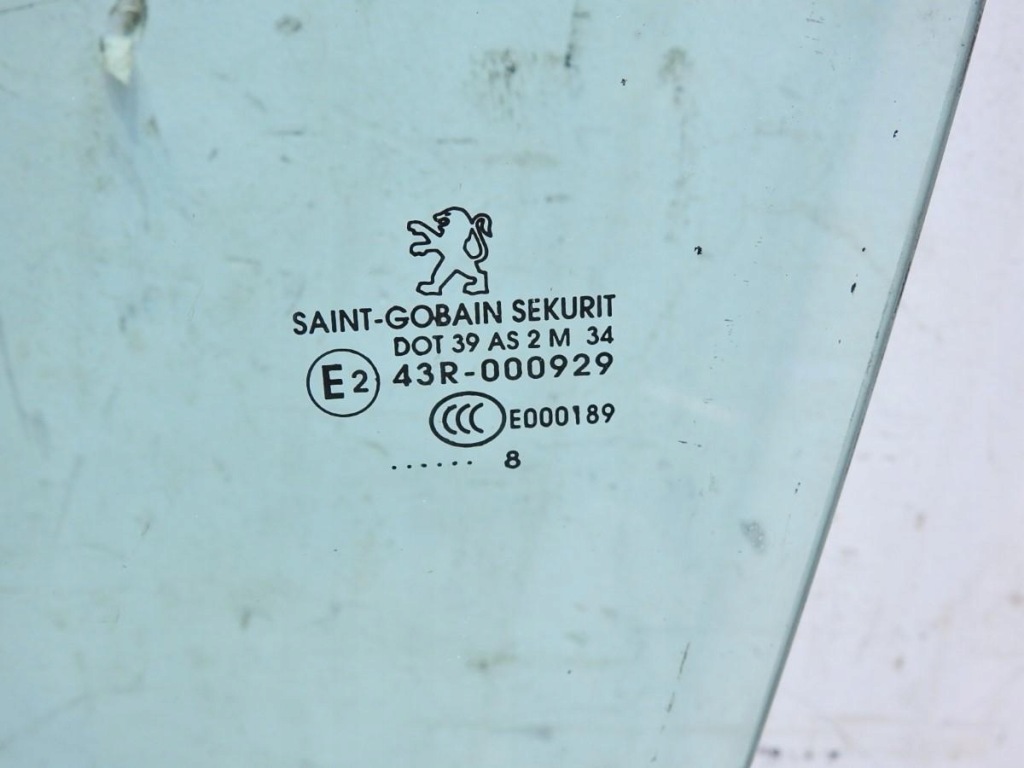 SAINT-GOBAIN SEKURIT
DOT 39 AS 2 M 34
E2 43R-000929
CCC E000189
...... 8